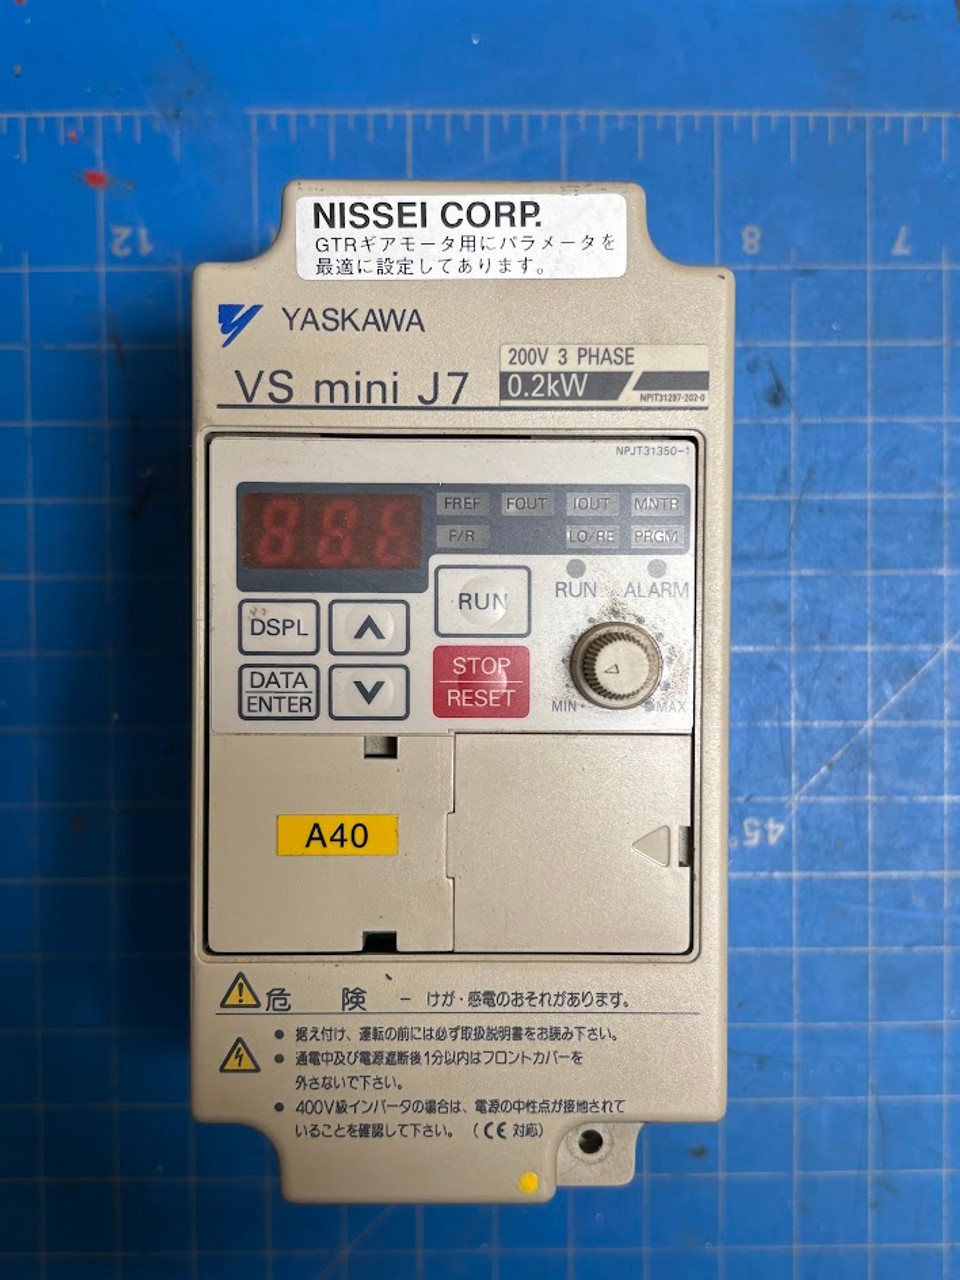 NISSEI CORP.
GTRギアモータ用にパラメータを
最適に設定してあります。
12
8
7
YASKAWA
VS mini J7
200V 3 PHASE
0.2kW
NPIT31297-202-0
NPJT31350-1
FREF FOUT IOUT MNTR
F/R LO/RE PRGM
RUN ALARM
RUN
DSPL
STOP
RESET
DATA
ENTER
MIN MAX
A40
45°
危 険 - けが・感電のおそれがあります。
● 据え付け、運転の前には必ず取扱説明書をお読み下さい。
● 通電中及び電源遮断後1分以内はフロントカバーを
外さないで下さい。
● 400V級インバータの場合は、電源の中性点が接地されて
いることを確認して下さい。（CE 対応）